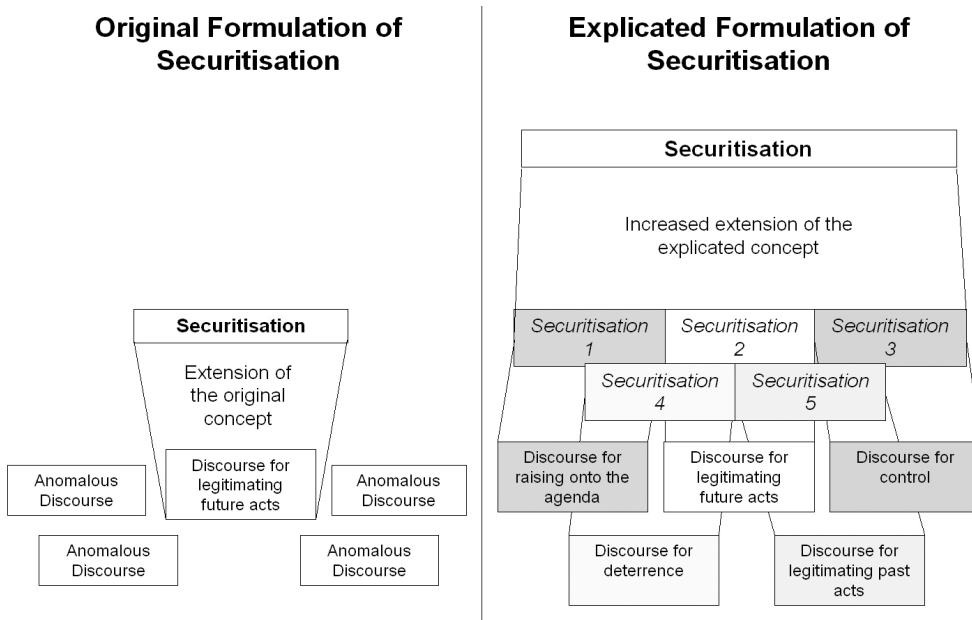 Original Formulation of
Securitisation
Securitisation
Extension of
the original
concept
Discourse for
legitimating
future acts
Anomalous
Discourse
Anomalous
Discourse
Anomalous
Discourse
Anomalous
Discourse
Explicated Formulation of
Securitisation
Securitisation
Increased extension of the
explicated concept
Securitisation
1
Securitisation
2
Securitisation
3
Securitisation
4
Securitisation
5
Discourse for
raising onto the
agenda
Discourse for
legitimating
future acts
Discourse for
control
Discourse for
deterrence
Discourse for
legitimating past
acts